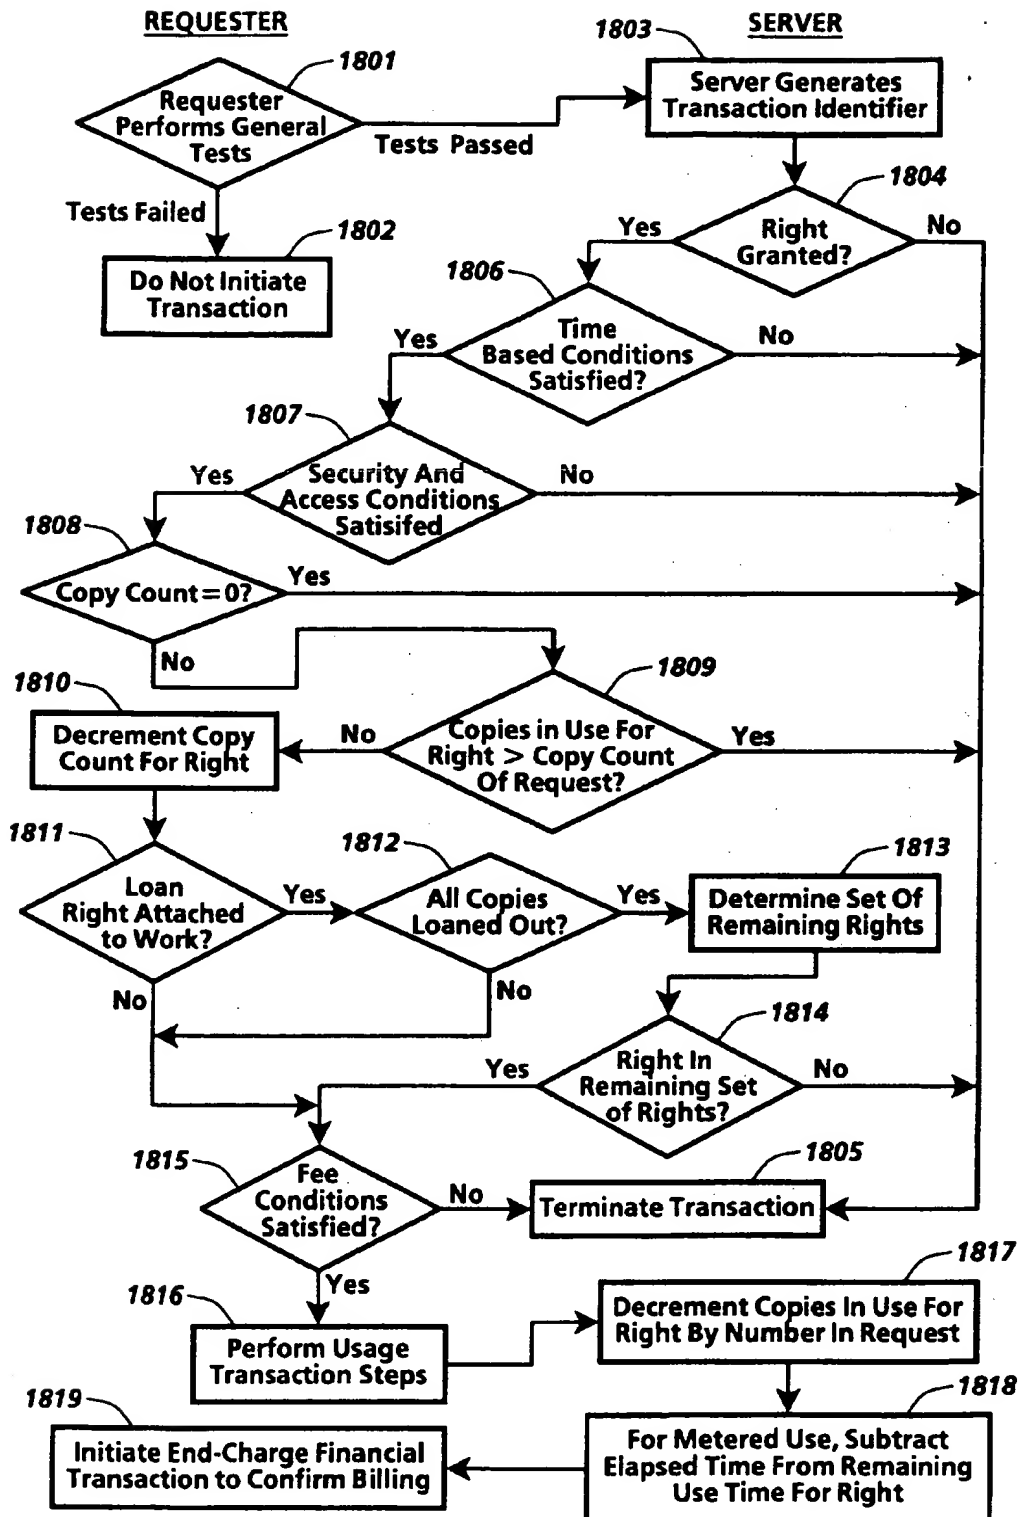 REQUESTER
SERVER
1801
1803
Requester
Performs General
Tests
Server Generates
Transaction Identifier
Tests Passed
Tests Failed
1802
Do Not Initiate
Transaction
1804
Right
Granted?
Yes
No
1806
Time
Based Conditions
Satisfied?
Yes
No
1807
Security And
Access Conditions
Satisifed
Yes
No
1808
Copy Count=0?
Yes
No
1809
Copies in Use For
Right > Copy Count
Of Request?
No
Yes
1810
Decrement Copy
Count For Right
1811
Loan
Right Attached
to Work?
Yes
No
1812
All Copies
Loaned Out?
Yes
No
1813
Determine Set Of
Remaining Rights
1814
Right In
Remaining Set
of Rights?
Yes
No
1815
Fee
Conditions
Satisfied?
No
Yes
1805
Terminate Transaction
1816
Perform Usage
Transaction Steps
1817
Decrement Copies In Use For
Right By Number In Request
1818
For Metered Use, Subtract
Elapsed Time From Remaining
Use Time For Right
1819
Initiate End-Charge Financial
Transaction to Confirm Billing